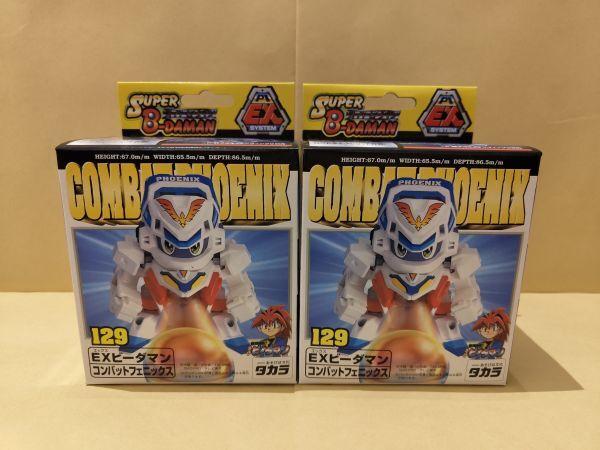 SUPER
B-DAMAN
EX
SYSTEM
HEIGHT:67.0m/m WIDTH:65.5m/m DEPTH:86.5m/m
COMBAT PHOENIX
PHOENIX
129
EXビーダマン
コンバットフェニックス
タカラ
SUPER
B-DAMAN
EX
SYSTEM
HEIGHT:67.0m/m WIDTH:65.5m/m DEPTH:86.5m/m
COMBAT PHOENIX
PHOENIX
129
EXビーダマン
コンバットフェニックス
タカラ